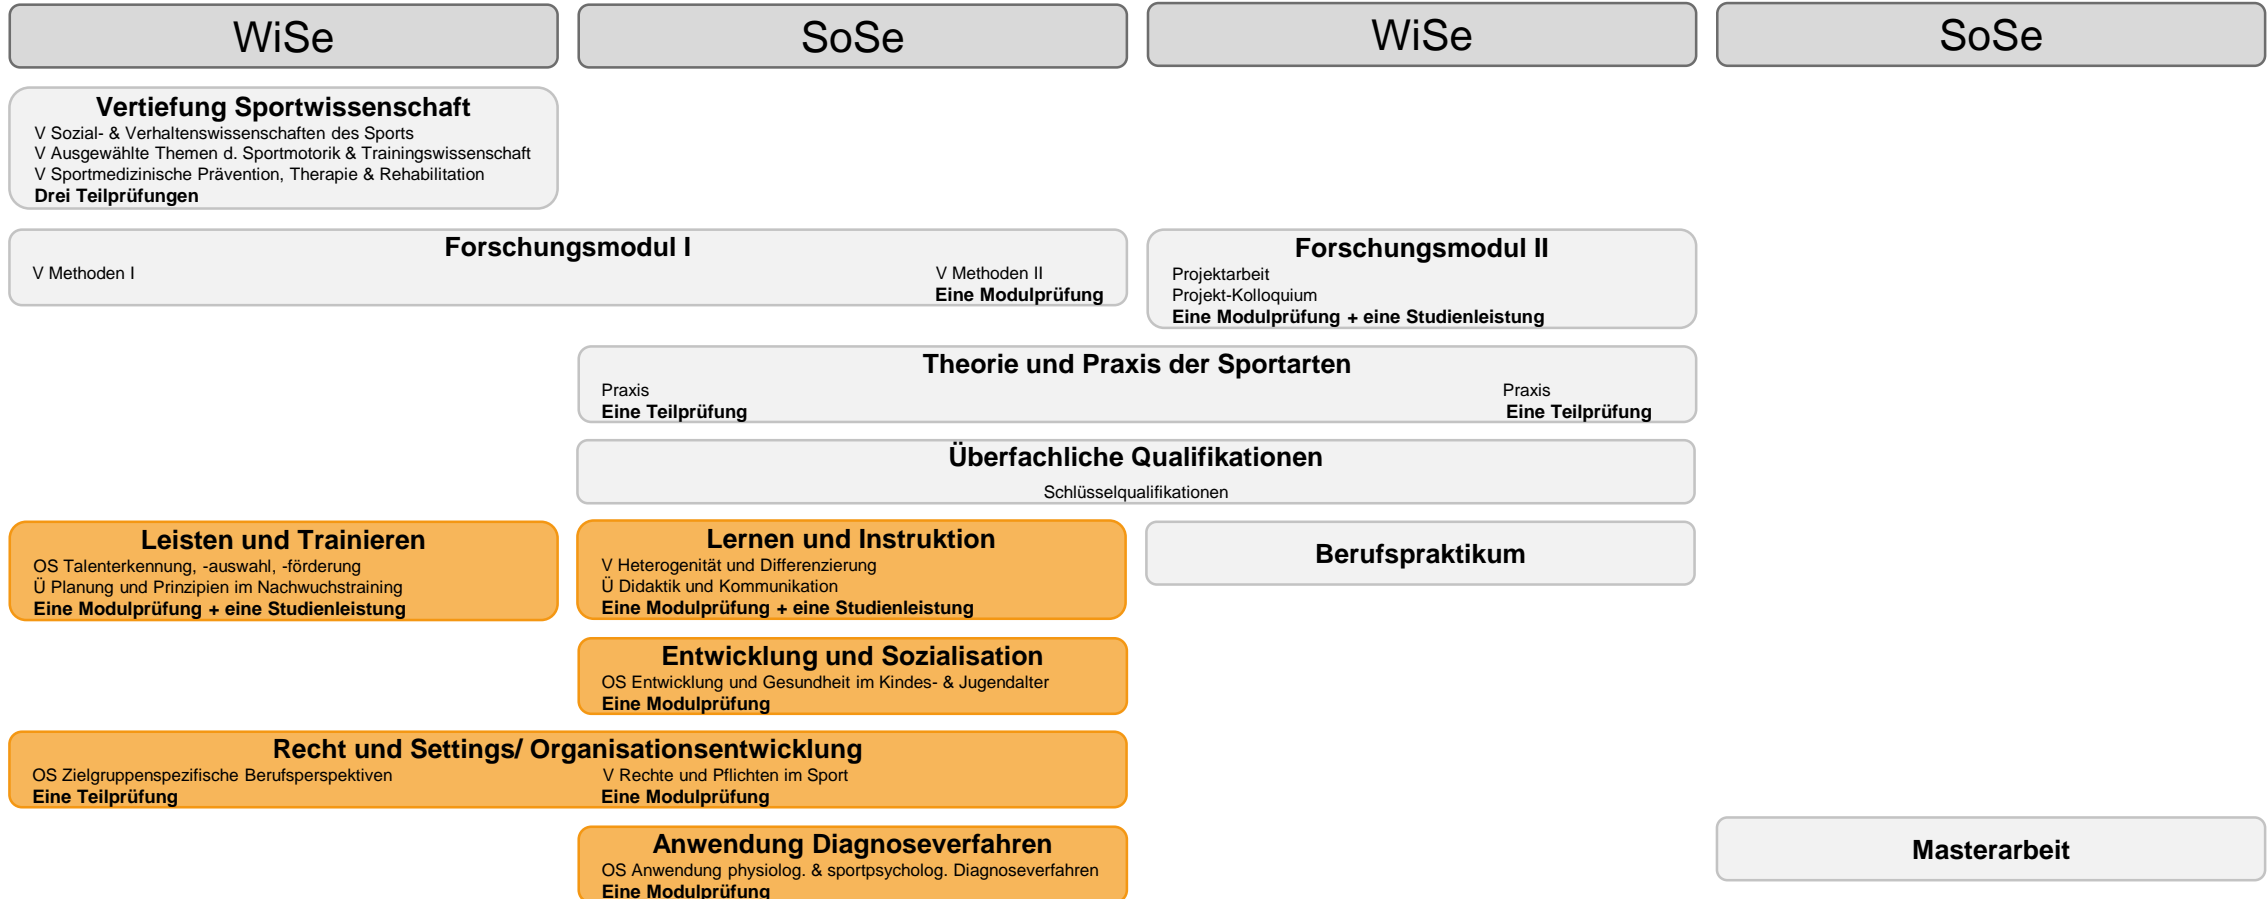 WiSe
SoSe
WiSe
SoSe
Vertiefung Sportwissenschaft
V Sozial- & Verhaltenswissenschaften des Sports
V Ausgewählte Themen d. Sportmotorik & Trainingswissenschaft
V Sportmedizinische Prävention, Therapie & Rehabilitation
Drei Teilprüfungen
Forschungsmodul I
V Methoden I
V Methoden II
Eine Modulprüfung
Forschungsmodul II
Projektarbeit
Projekt-Kolloquium
Eine Modulprüfung + eine Studienleistung
Theorie und Praxis der Sportarten
Praxis
Eine Teilprüfung
Praxis
Eine Teilprüfung
Überfachliche Qualifikationen
Schlüsselqualifikationen
Leisten und Trainieren
OS Talenterkennung, -auswahl, -förderung
Ü Planung und Prinzipien im Nachwuchstraining
Eine Modulprüfung + eine Studienleistung
Lernen und Instruktion
V Heterogenität und Differenzierung
Ü Didaktik und Kommunikation
Eine Modulprüfung + eine Studienleistung
Berufspraktikum
Entwicklung und Sozialisation
OS Entwicklung und Gesundheit im Kindes- & Jugendalter
Eine Modulprüfung
Recht und Settings/ Organisationsentwicklung
OS Zielgruppenspezifische Berufsperspektiven
Eine Teilprüfung
V Rechte und Pflichten im Sport
Eine Modulprüfung
Anwendung Diagnoseverfahren
OS Anwendung physiolog. & sportpsycholog. Diagnoseverfahren
Eine Modulprüfung
Masterarbeit